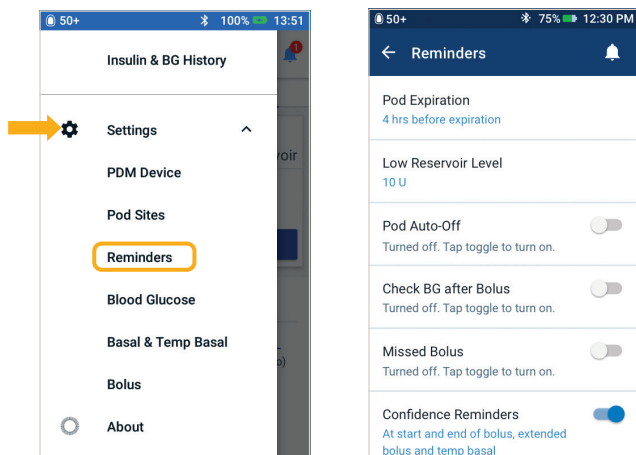 50+ 100% 13:51
1
Insulin & BG History
Settings
PDM Device
Pod Sites
Reminders
Blood Glucose
Basal & Temp Basal
Bolus
About
50+ 75% 12:30 PM
Reminders
Pod Expiration
4 hrs before expiration
Low Reservoir Level
10 U
Pod Auto-Off
Turned off. Tap toggle to turn on.
Check BG after Bolus
Turned off. Tap toggle to turn on.
Missed Bolus
Turned off. Tap toggle to turn on.
Confidence Reminders
At start and end of bolus, extended
bolus and temp basal